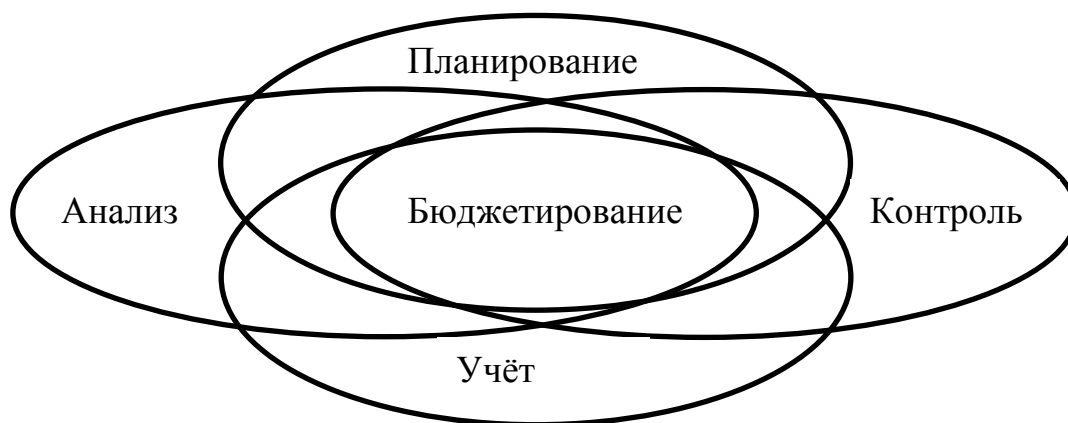 Планирование
Анализ
Бюджетирование
Контроль
Учёт